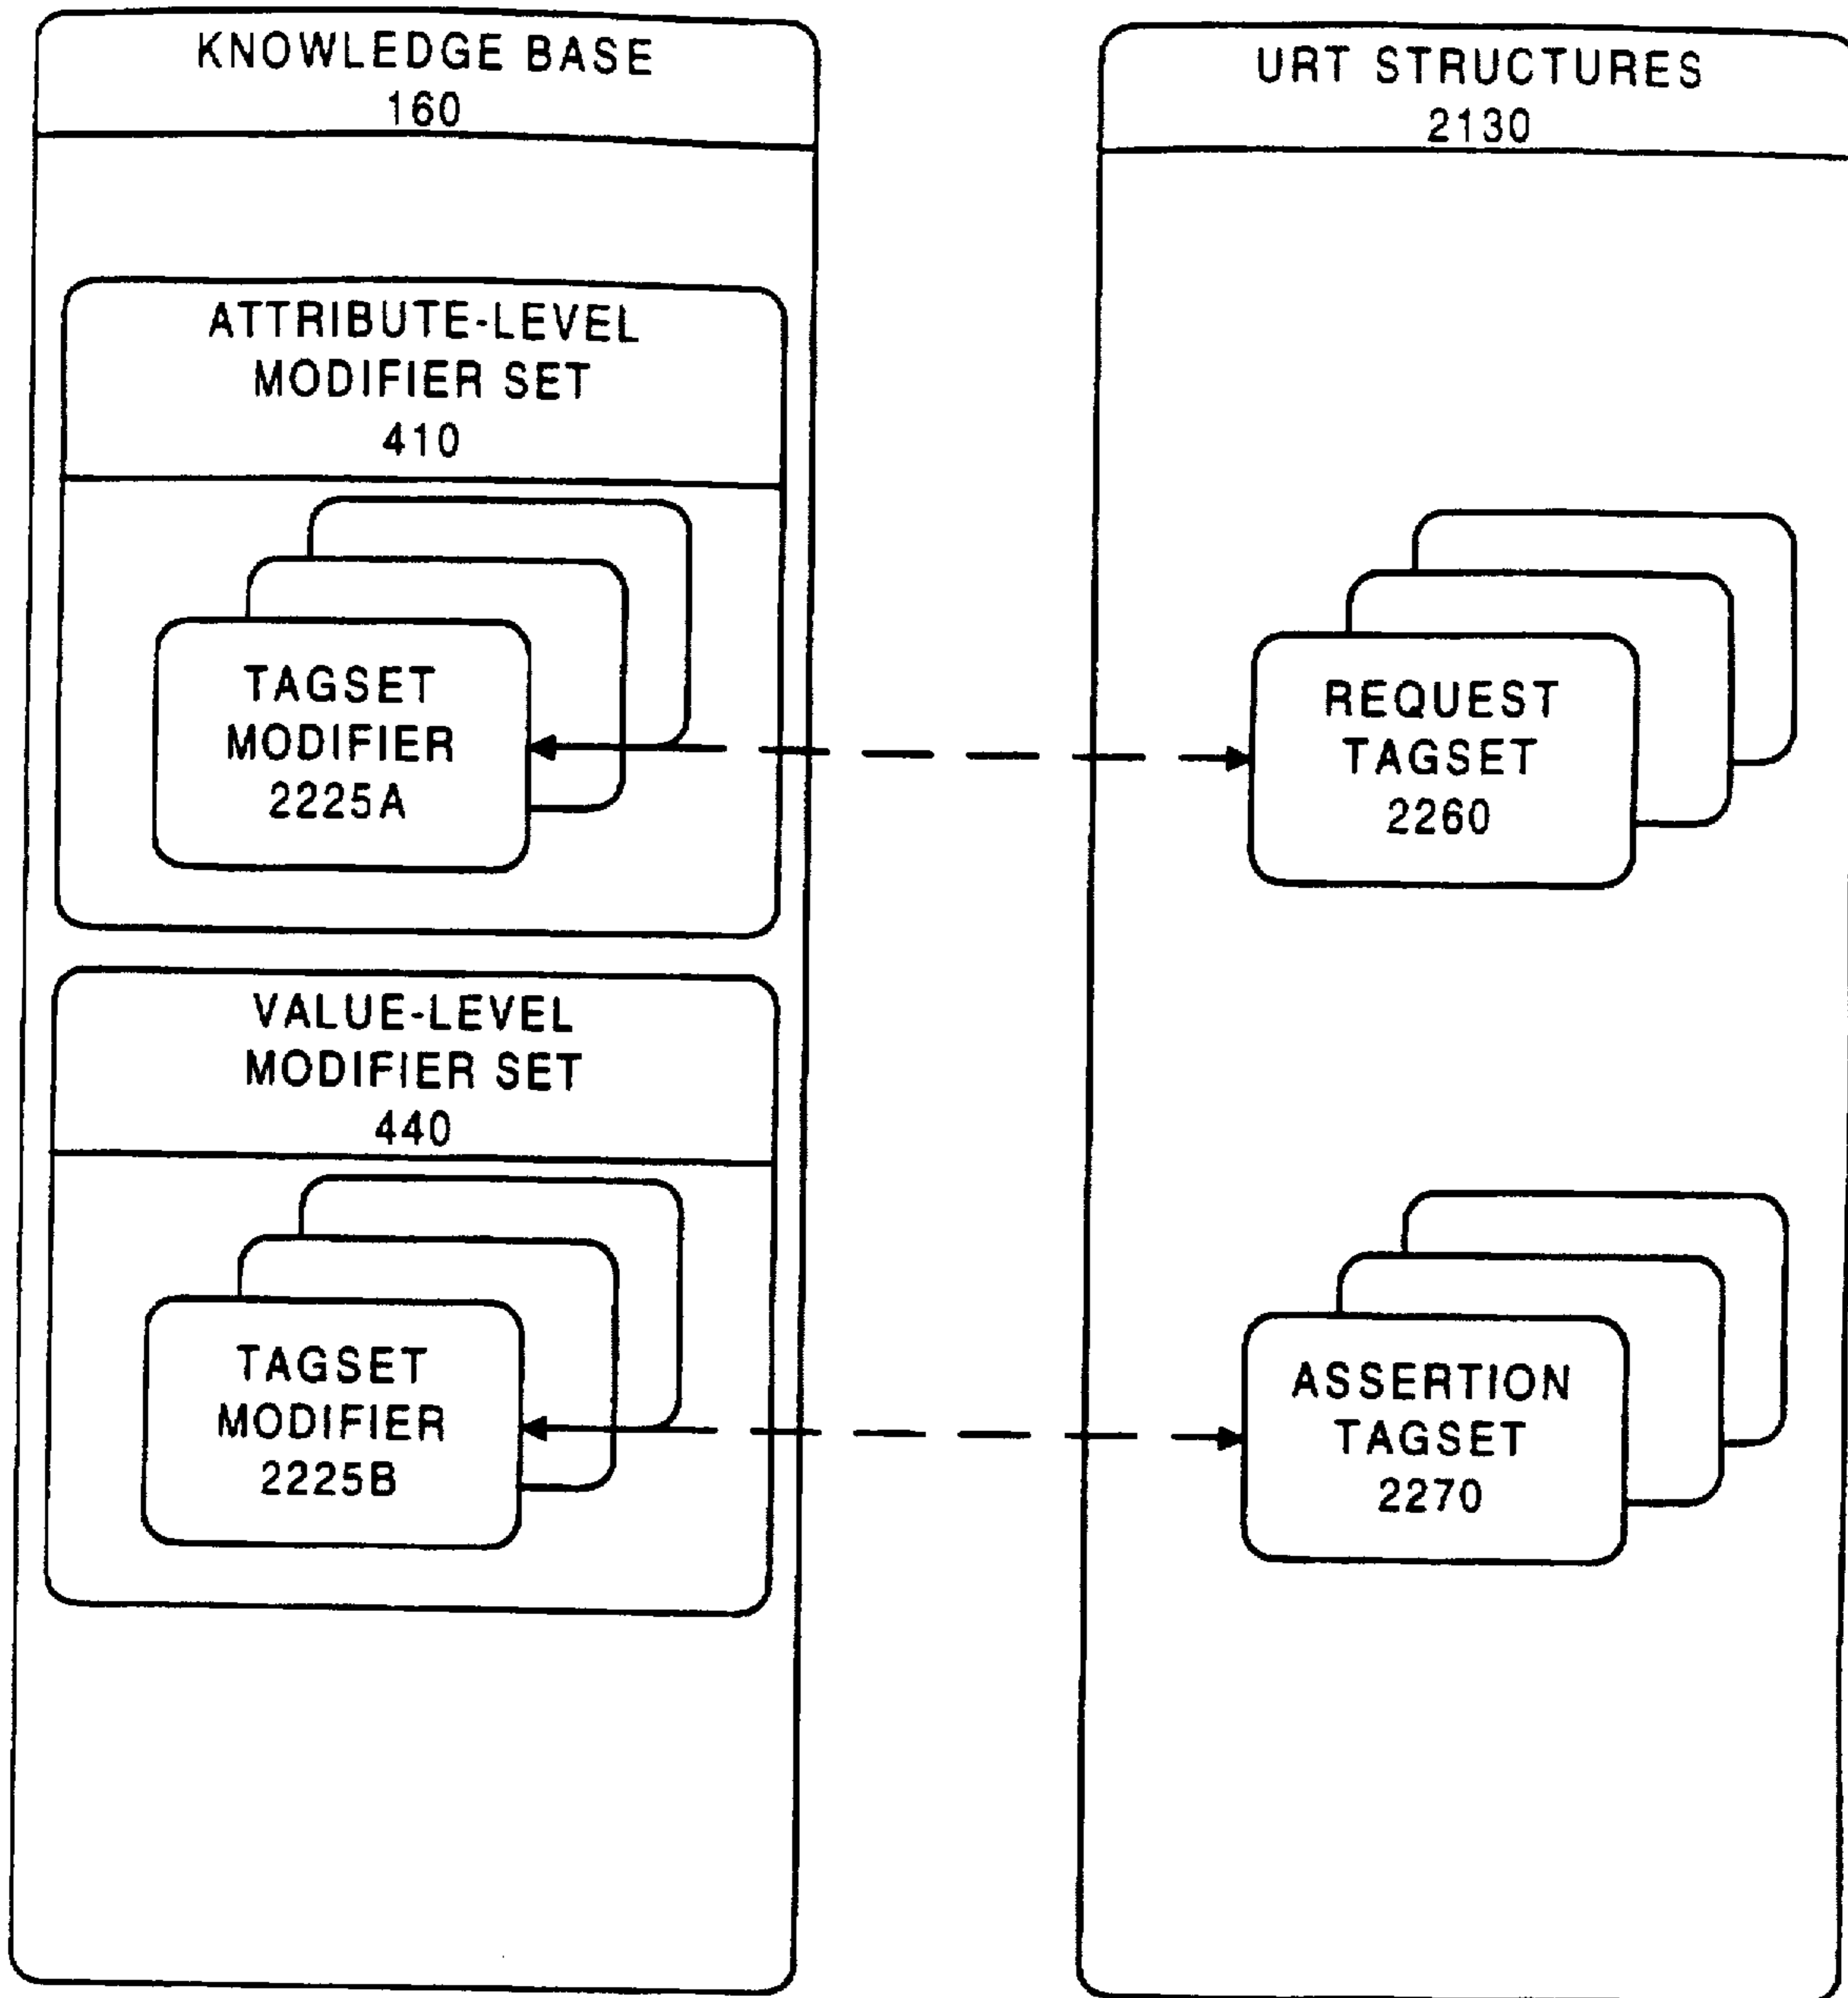 KNOWLEDGE BASE
160
ATTRIBUTE-LEVEL
MODIFIER SET
410
TAGSET
MODIFIER
2225A
VALUE-LEVEL
MODIFIER SET
440
TAGSET
MODIFIER
2225B
URT STRUCTURES
2130
REQUEST
TAGSET
2260
ASSERTION
TAGSET
2270